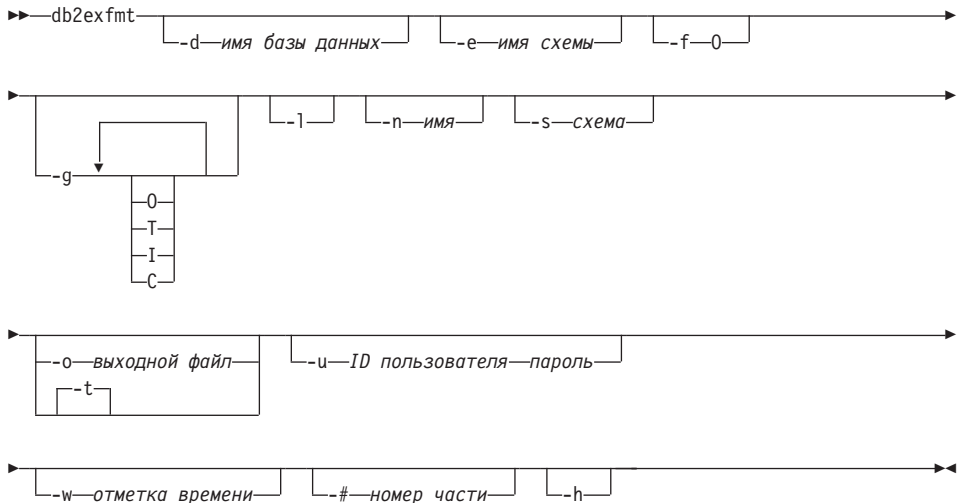 db2exfmt
-d имя базы данных -e имя схемы -f O
-g
O
T
I
C
-l -n имя -s схема
-o выходной файл
-t
-u ID пользователя пароль
-w отметка времени -# номер части -h